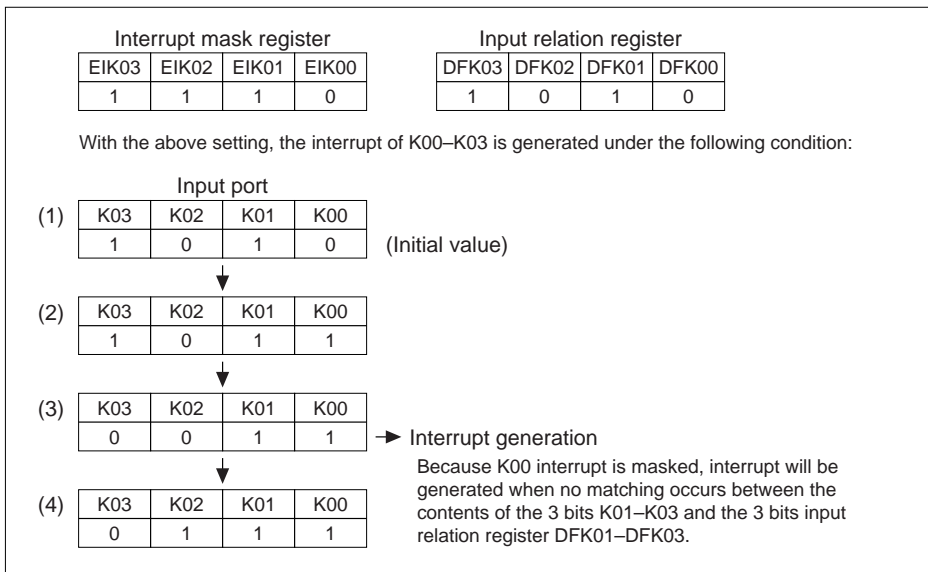 Interrupt mask register
EIK03 EIK02 EIK01 EIK00
1 1 1 0
Input relation register
DFK03 DFK02 DFK01 DFK00
1 0 1 0
With the above setting, the interrupt of K00–K03 is generated under the following condition:
Input port
(1) K03 K02 K01 K00
1 0 1 0 (Initial value)
(2) K03 K02 K01 K00
1 0 1 1
(3) K03 K02 K01 K00
0 0 1 1 Interrupt generation
Because K00 interrupt is masked, interrupt will be
generated when no matching occurs between the
contents of the 3 bits K01–K03 and the 3 bits input
relation register DFK01–DFK03.
(4) K03 K02 K01 K00
0 1 1 1